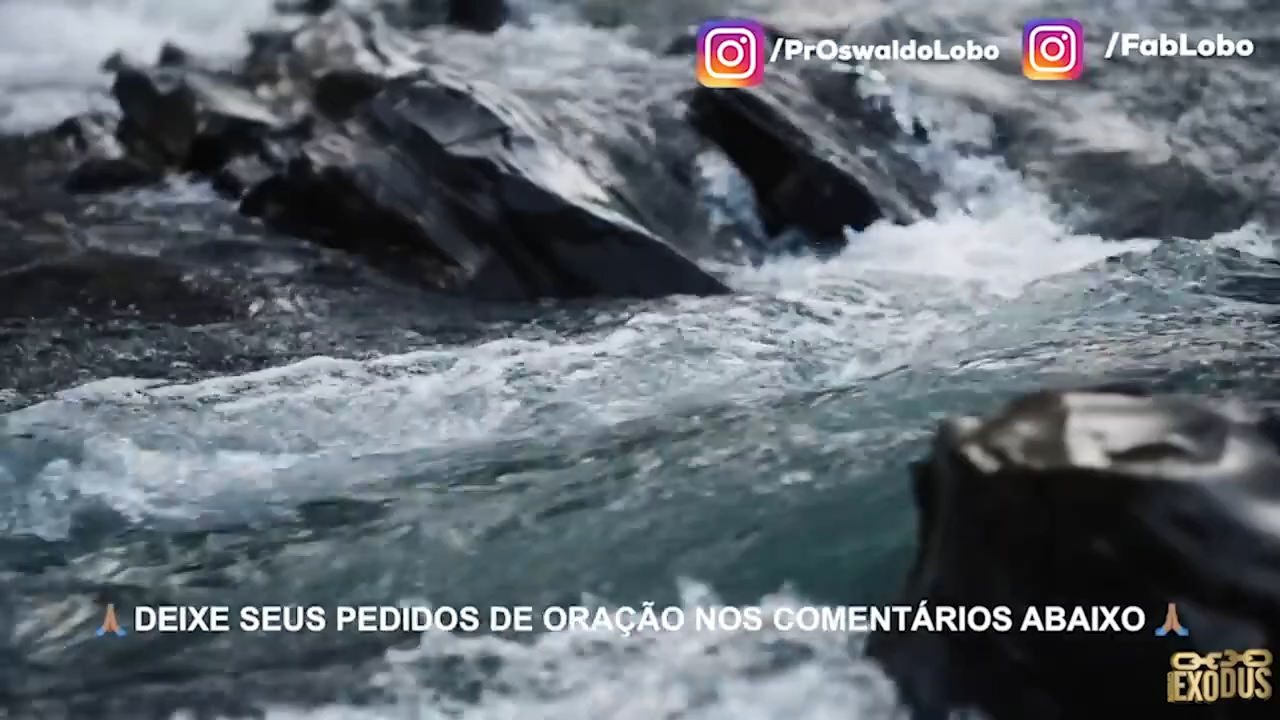 /PrOswaldoLobo /FabLobo
🙏🏽 DEIXE SEUS PEDIDOS DE ORAÇÃO NOS COMENTÁRIOS ABAIXO 🙏🏽
EXODUS